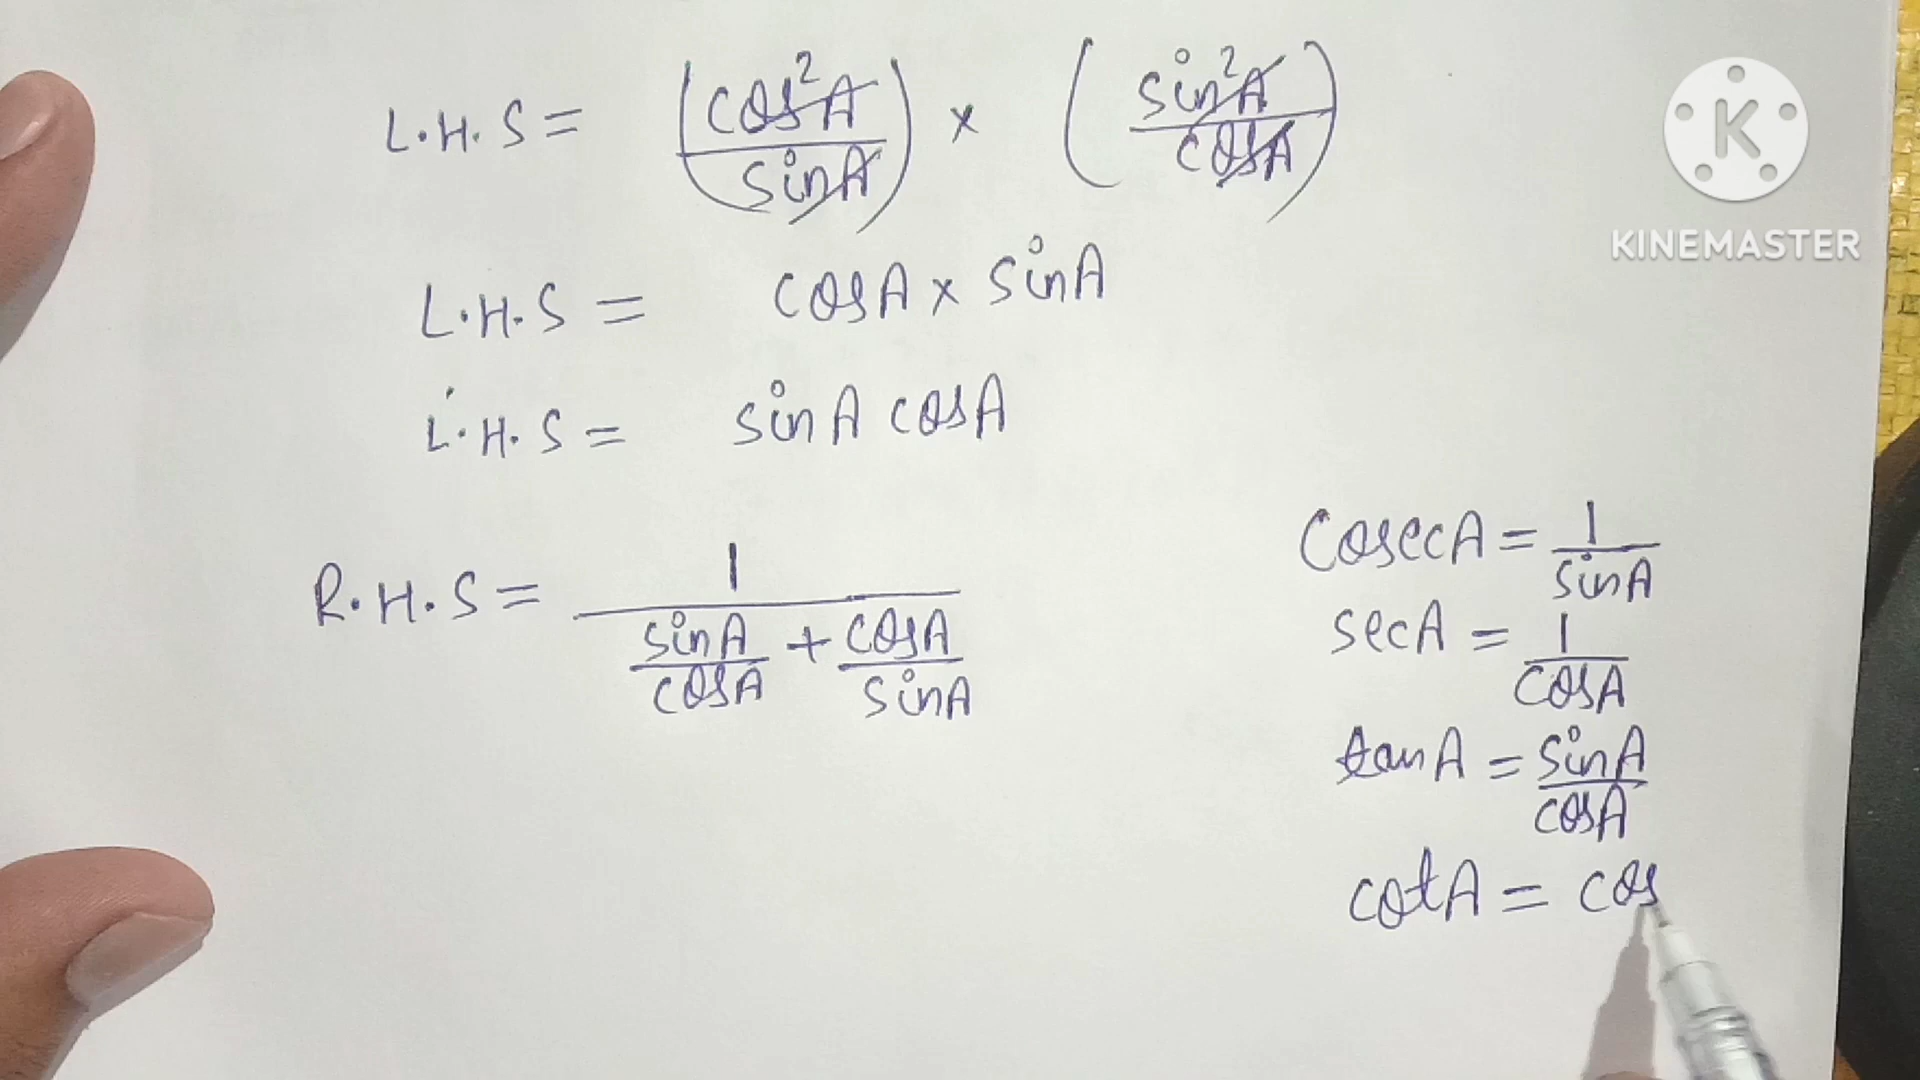 L.H.S = (cos²A / sinA) × (sin²A / cosA)
L.H.S = cosA × sinA
L.H.S = sinA cosA
R.H.S = 1 / (sinA/cosA + cosA/sinA)
CosecA = 1/sinA
secA = 1/cosA
tanA = sinA/cosA
cotA = cos
K
KINEMASTER